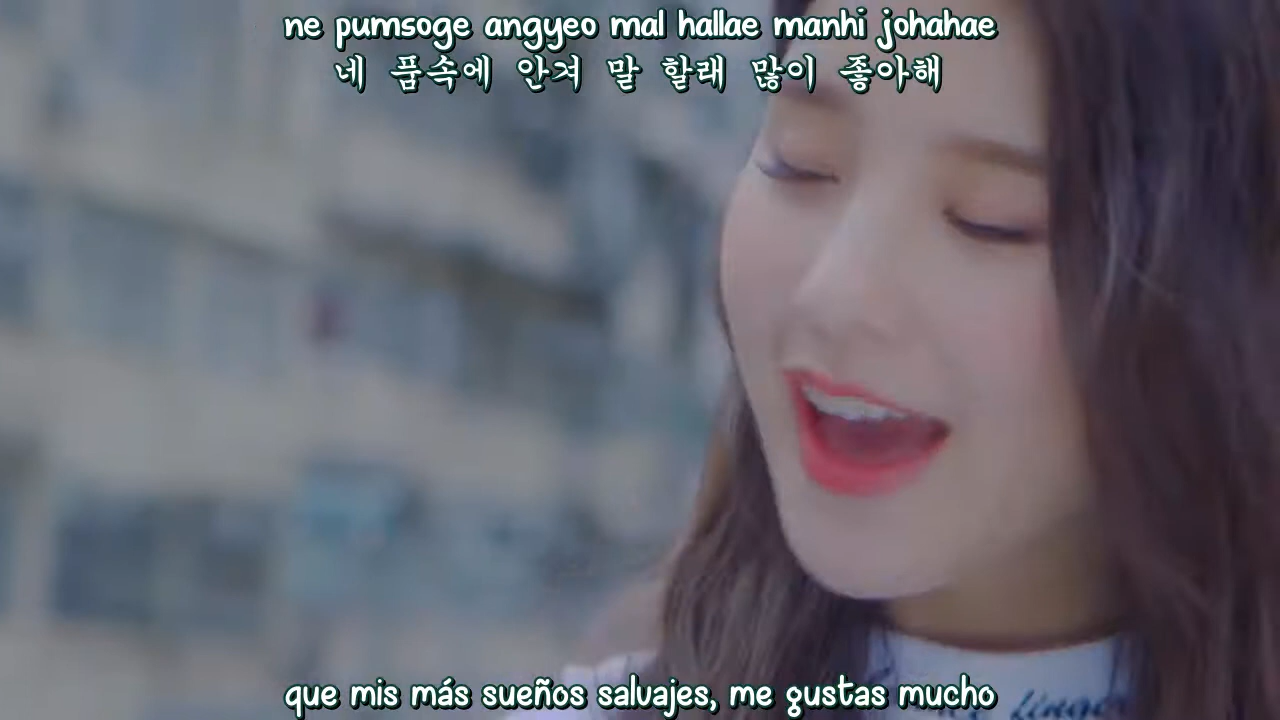 ne pumsoge angyeo mal hallae manhi johahae
네 품속에 안겨 말 할래 많이 좋아해
que mis más sueños salvajes, me gustas mucho